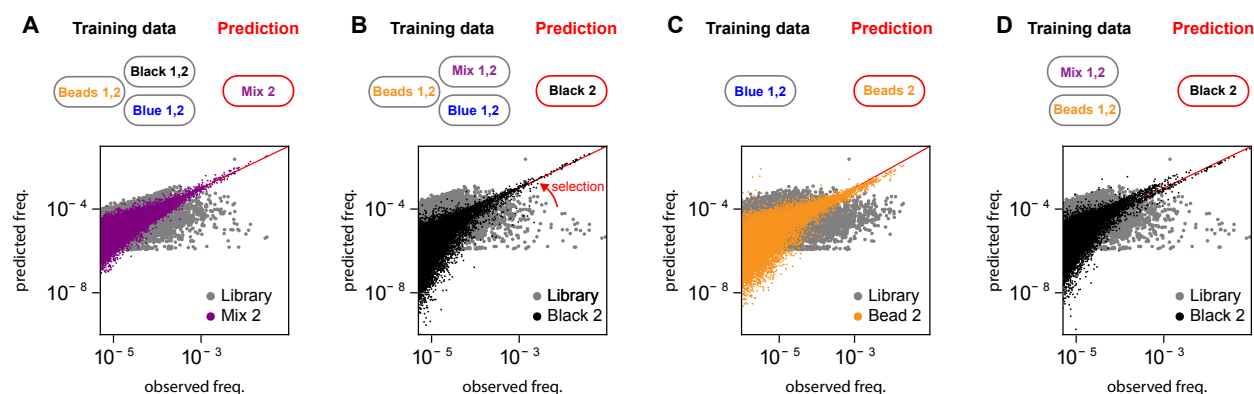 A Training data Prediction
Black 1,2
Beads 1,2
Mix 2
Blue 1,2
predicted freq.
10⁻⁴
10⁻⁸
Library
Mix 2
10⁻⁵ 10⁻³
observed freq.
B Training data Prediction
Mix 1,2
Beads 1,2
Black 2
Blue 1,2
predicted freq.
10⁻⁴
10⁻⁸
selection
Library
Black 2
10⁻⁵ 10⁻³
observed freq.
C Training data Prediction
Blue 1,2
Beads 2
predicted freq.
10⁻⁴
10⁻⁸
Library
Bead 2
10⁻⁵ 10⁻³
observed freq.
D Training data Prediction
Mix 1,2
Black 2
Beads 1,2
predicted freq.
10⁻⁴
10⁻⁸
Library
Black 2
10⁻⁵ 10⁻³
observed freq.